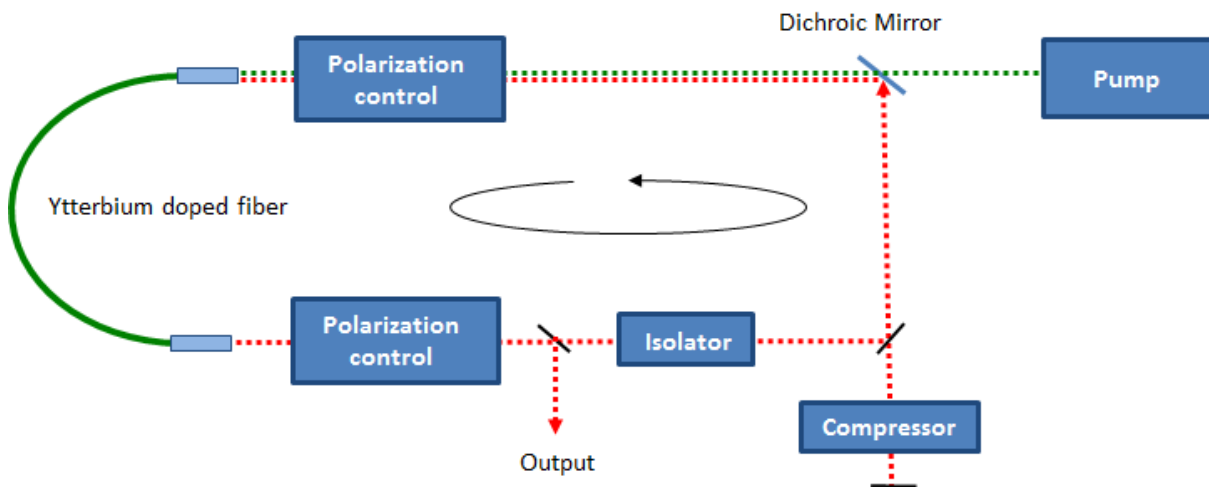 Dichroic Mirror
Polarization
control
Pump
Ytterbium doped fiber
Polarization
control
Isolator
Compressor
Output